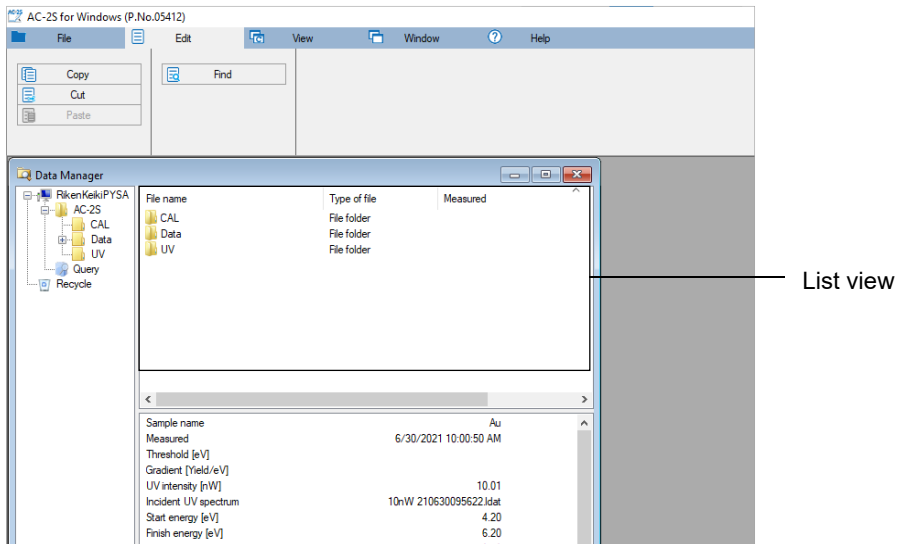 AC-2S for Windows (P.No.05412)
File Edit View Window Help
Copy Find
Cut
Paste
Data Manager
RikenKeikiPYSA
AC-2S
CAL
Data
UV
Query
Recycle
File name Type of file Measured
CAL File folder
Data File folder
UV File folder
List view
Sample name Au
Measured 6/30/2021 10:00:50 AM
Threshold [eV]
Gradient [Yield/eV]
UV intensity [nW] 10.01
Incident UV spectrum 10nW 210630095622.ldat
Start energy [eV] 4.20
Finish energy [eV] 6.20